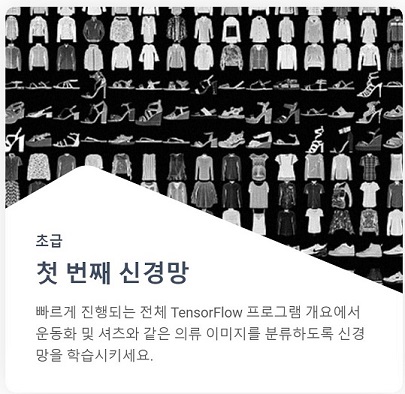 초급
첫 번째 신경망
빠르게 진행되는 전체 TensorFlow 프로그램 개요에서
운동화 및 셔츠와 같은 의류 이미지를 분류하도록 신경
망을 학습시키세요.